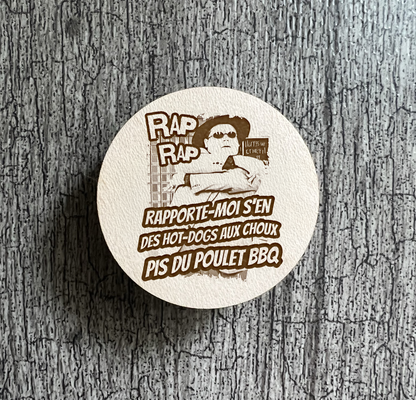 RAP
RAP
RAPPORTE-MOI S'EN
DES HOT-DOGS AUX CHOUX
PIS DU POULET BBQ